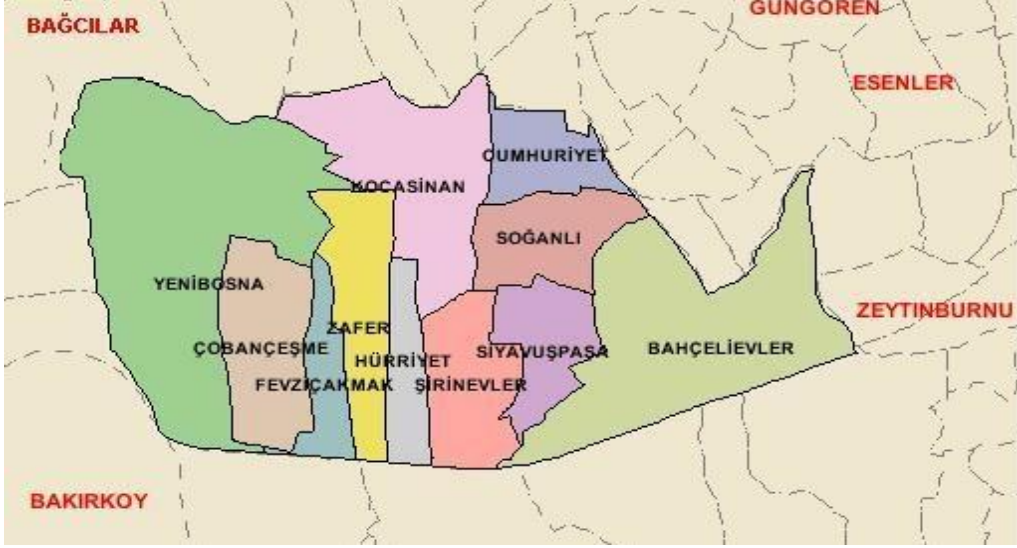 GÜNGÖREN
BAĞCILAR
ESENLER
CUMHURİYET
KOCASİNAN
SOĞANLI
YENİBOSNA
ZEYTINBURNU
ZAFER
ÇOBANÇEŞME
HÜRRİYET
SİYAVUŞPAŞA
BAHÇELİEVLER
FEVZİÇAKMAK
ŞİRİNEVLER
BAKIRKOY